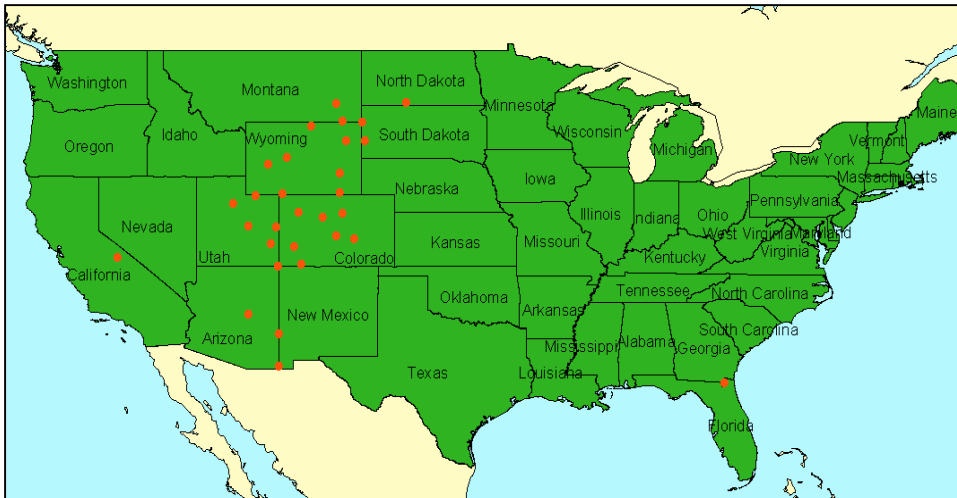 Washington
Montana
North Dakota
Minnesota
Maine
Oregon
Idaho
Wyoming
South Dakota
Wisconsin
Michigan
Vermont
New York
Massachusetts
Nebraska
Iowa
Pennsylvania
Nevada
Illinois
Indiana
Ohio
West Virginia
Maryland
Virginia
Utah
Colorado
Kansas
Missouri
Kentucky
California
Oklahoma
Tennessee
North Carolina
Arizona
New Mexico
Arkansas
South Carolina
Mississippi
Alabama
Georgia
Texas
Louisiana
Florida